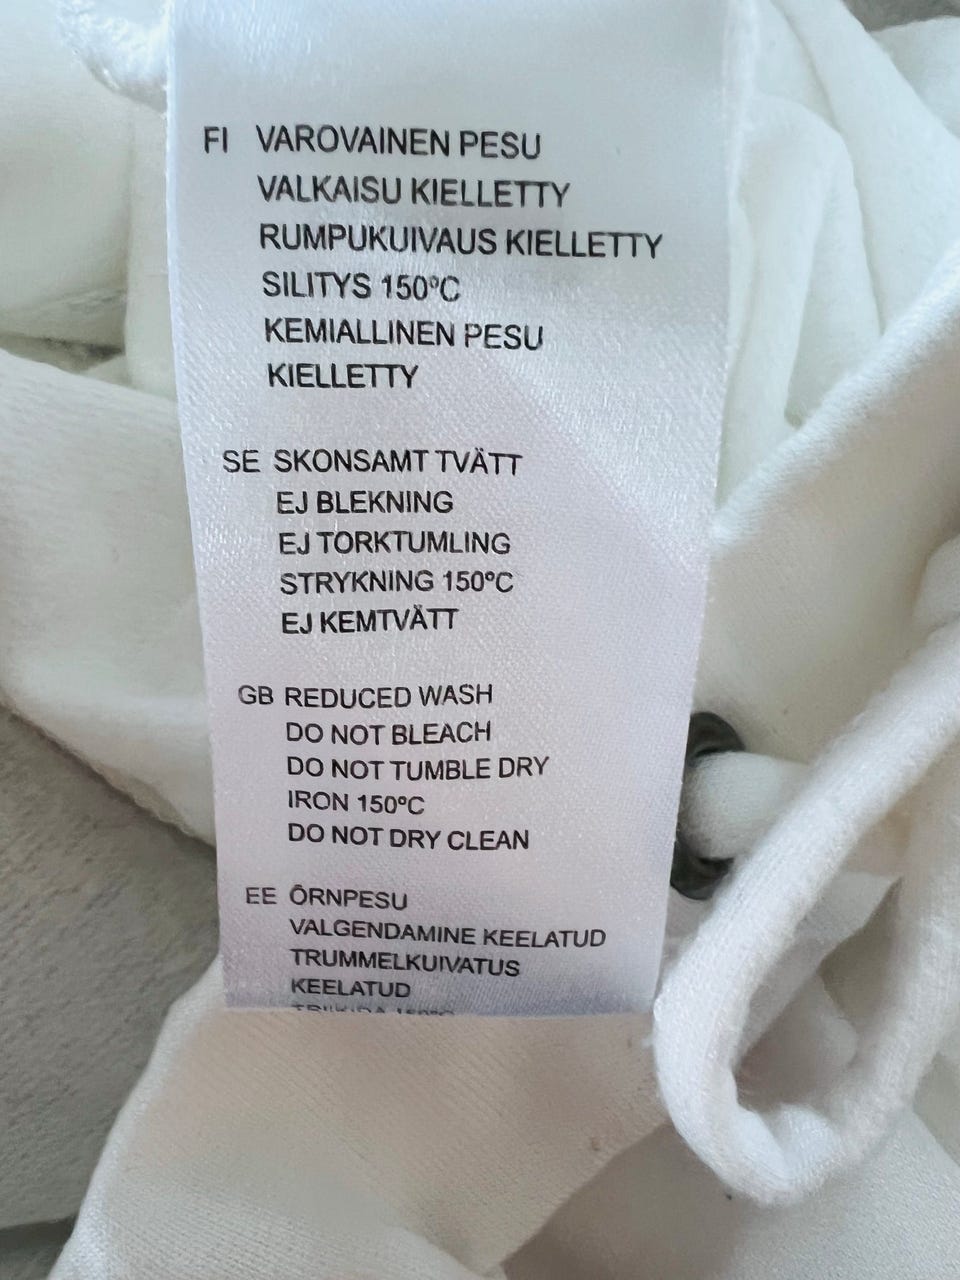 FI VAROVAINEN PESU
VALKAISU KIELLETTY
RUMPUKUIVAUS KIELLETTY
SILITYS 150°C
KEMIALLINEN PESU
KIELLETTY
SE SKONSAMT TVÄTT
EJ BLEKNING
EJ TORKTUMLING
STRYKNING 150°C
EJ KEMTVÄTT
GB REDUCED WASH
DO NOT BLEACH
DO NOT TUMBLE DRY
IRON 150°C
DO NOT DRY CLEAN
EE ÕRNPESU
VALGENDAMINE KEELATUD
TRUMMELKUIVATUS
KEELATUD